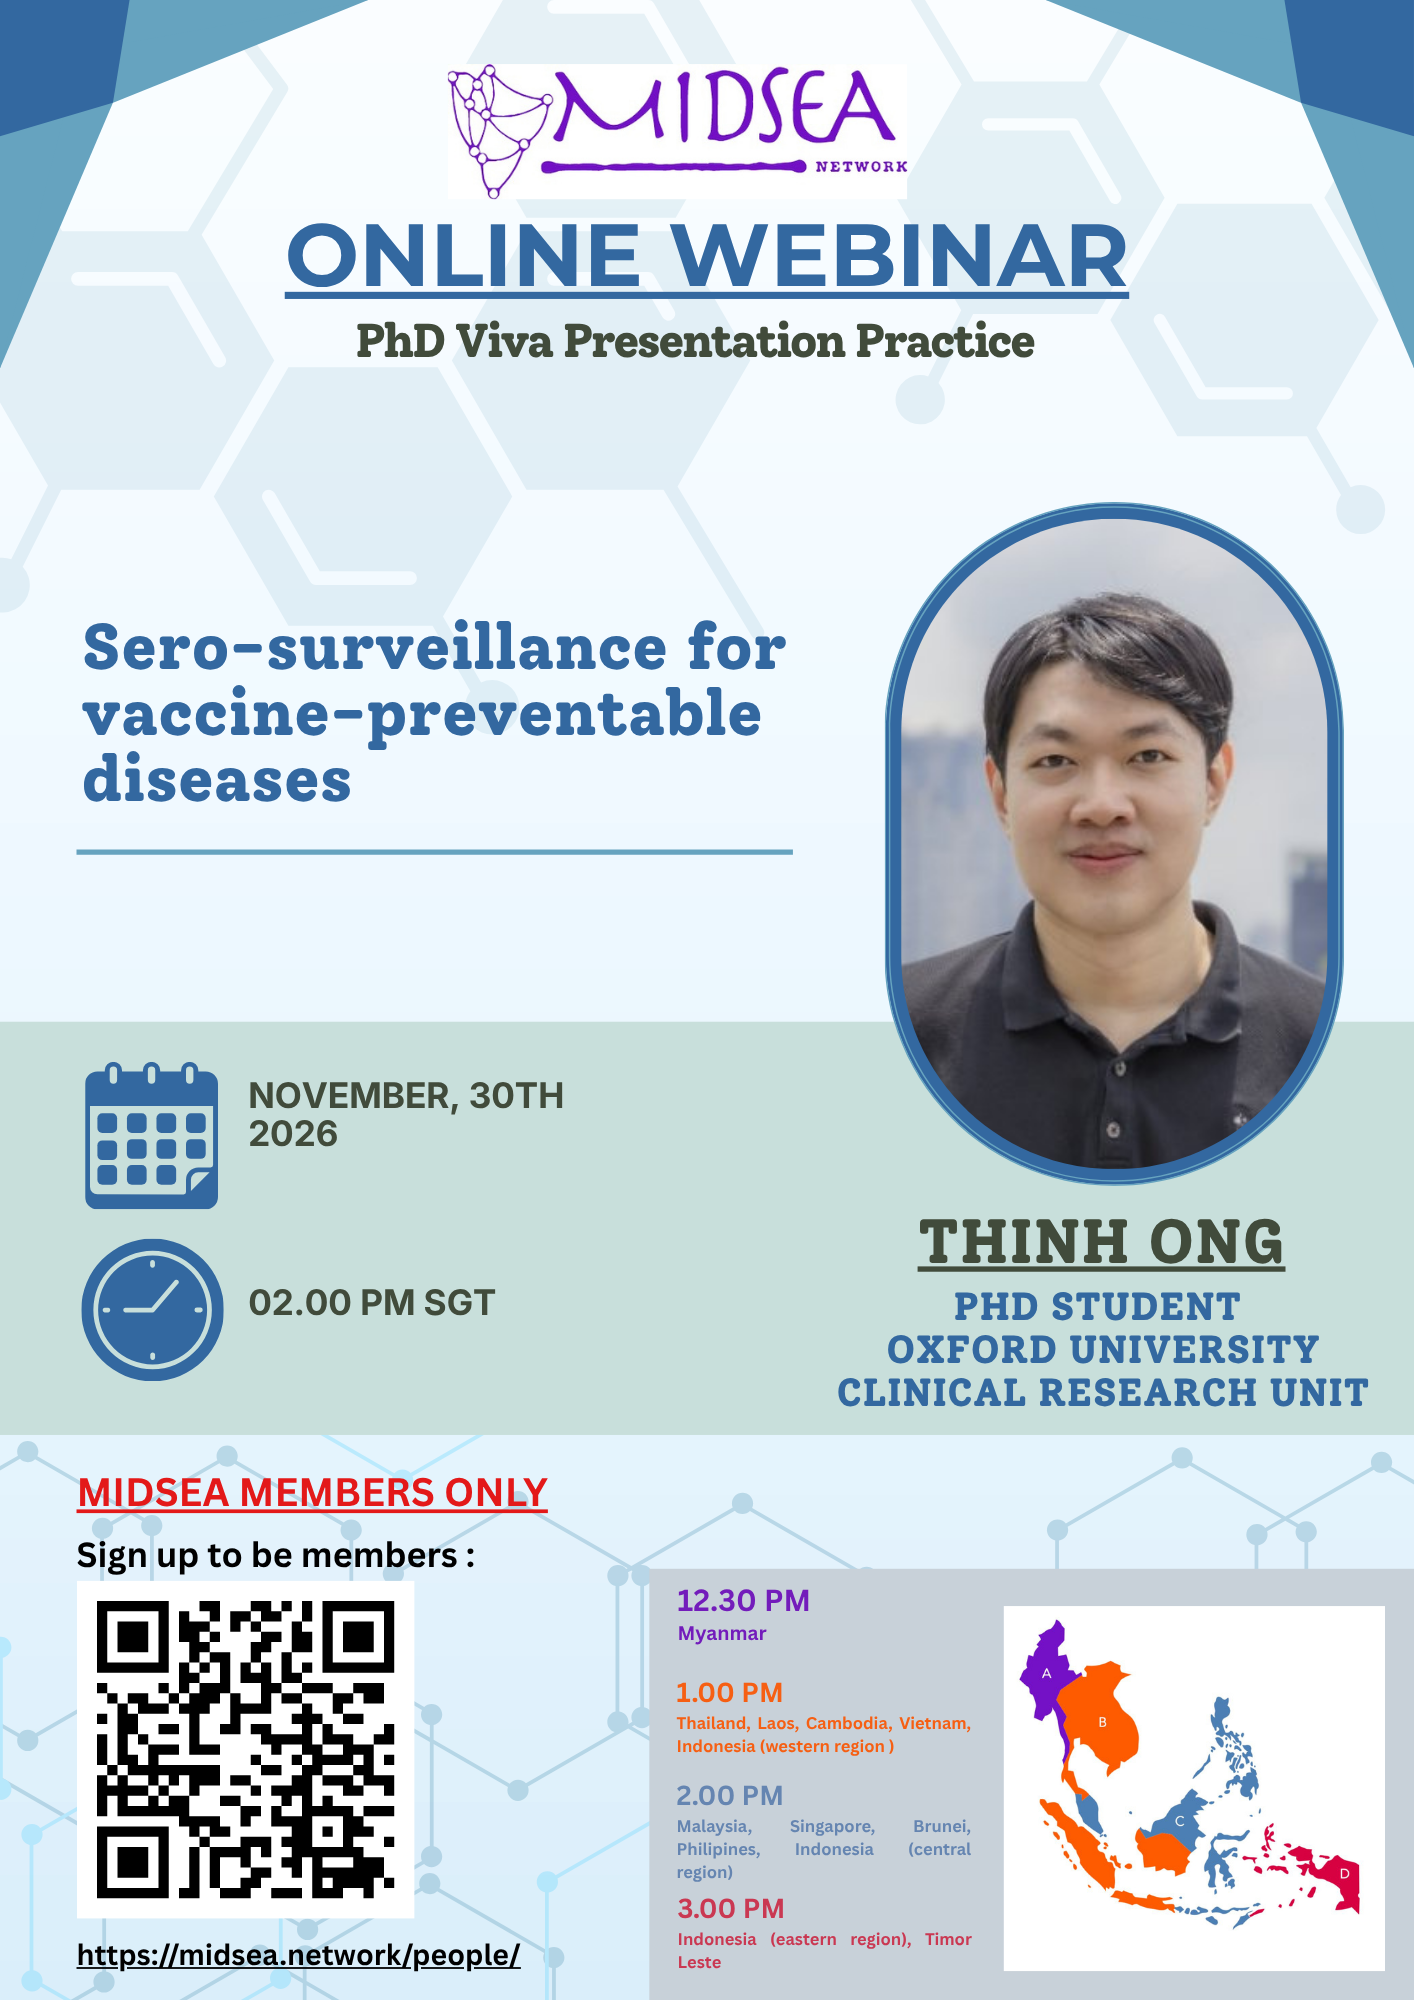 MIDSEA
NETWORK
ONLINE WEBINAR
PhD Viva Presentation Practice
Sero-surveillance for
vaccine-preventable
diseases
NOVEMBER, 30TH
2026
02.00 PM SGT
THINH ONG
PHD STUDENT
OXFORD UNIVERSITY
CLINICAL RESEARCH UNIT
MIDSEA MEMBERS ONLY
Sign up to be members :
https://midsea.network/people/
12.30 PM
Myanmar
1.00 PM
Thailand, Laos, Cambodia, Vietnam,
Indonesia (western region )
2.00 PM
Malaysia, Singapore, Brunei,
Philipines, Indonesia (central
region)
3.00 PM
Indonesia (eastern region), Timor
Leste
A
B
C
D